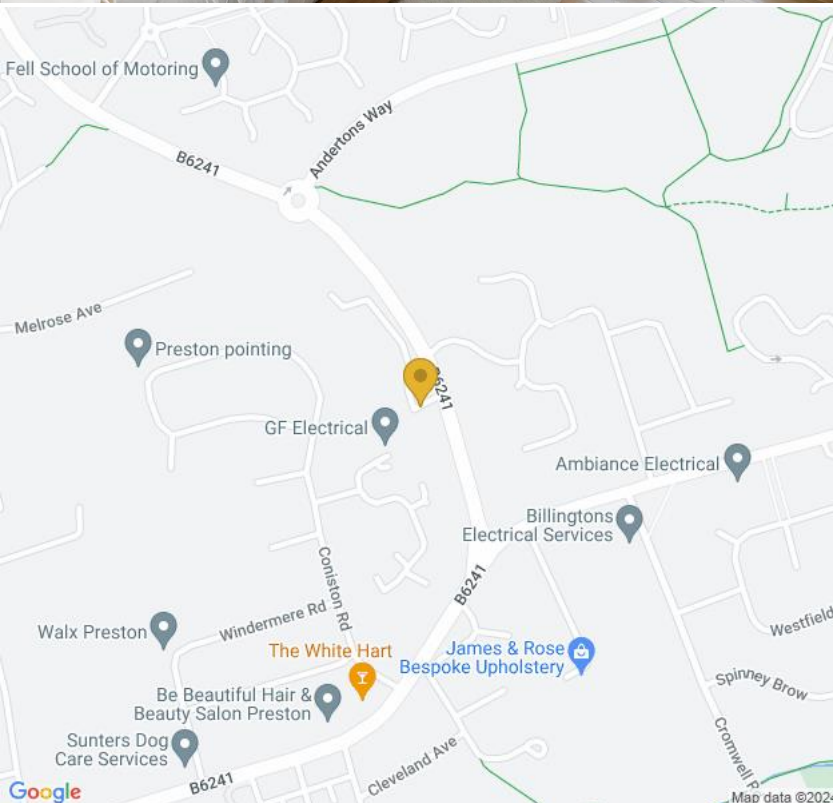 Fell School of Motoring
Andertons Way
B6241
Melrose Ave
Preston pointing
B6241
GF Electrical
Ambiance Electrical
Billingtons
Electrical Services
Coniston Rd
B6241
Windermere Rd
Walx Preston
The White Hart
James & Rose
Bespoke Upholstery
Westfield
Spinney Brow
Be Beautiful Hair &
Beauty Salon Preston
Sunters Dog
Care Services
Cromwell R
Cleveland Ave
B6241
Google
Map data ©2024